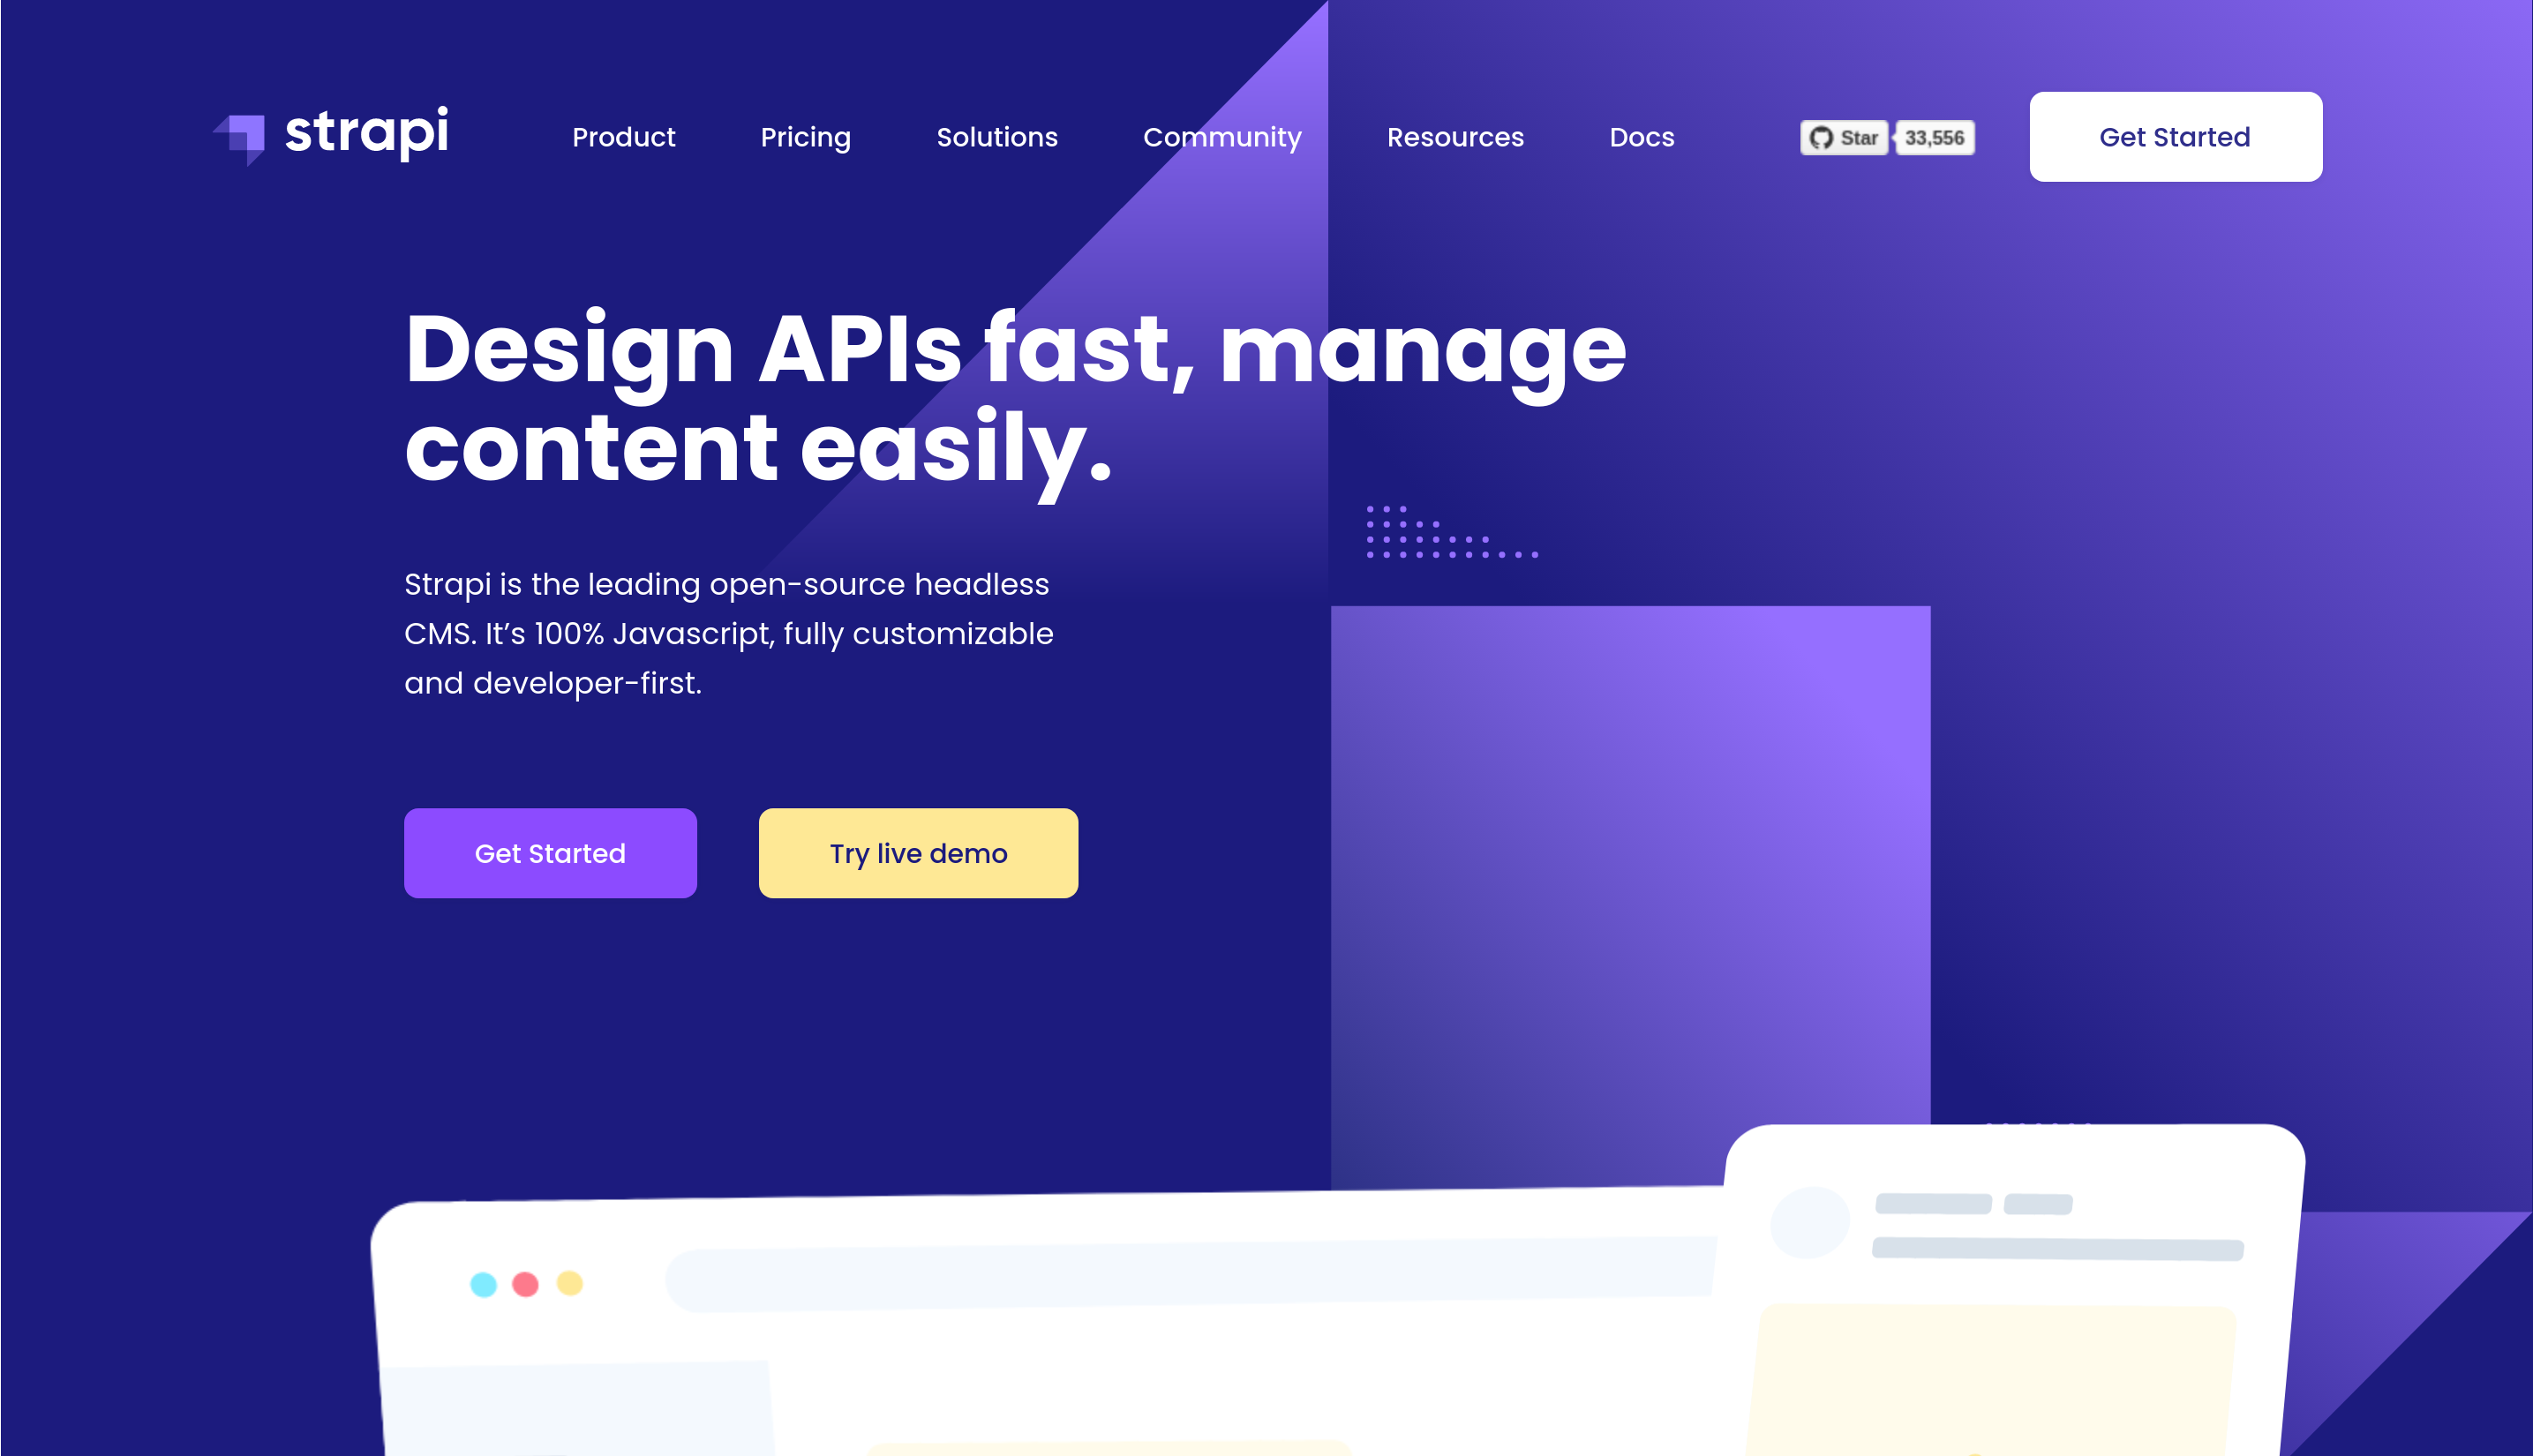 strapi
Product Pricing Solutions Community Resources Docs Star 33,556 Get Started
Design APIs fast, manage
content easily.
Strapi is the leading open-source headless
CMS. It’s 100% Javascript, fully customizable
and developer-first.
Get Started Try live demo